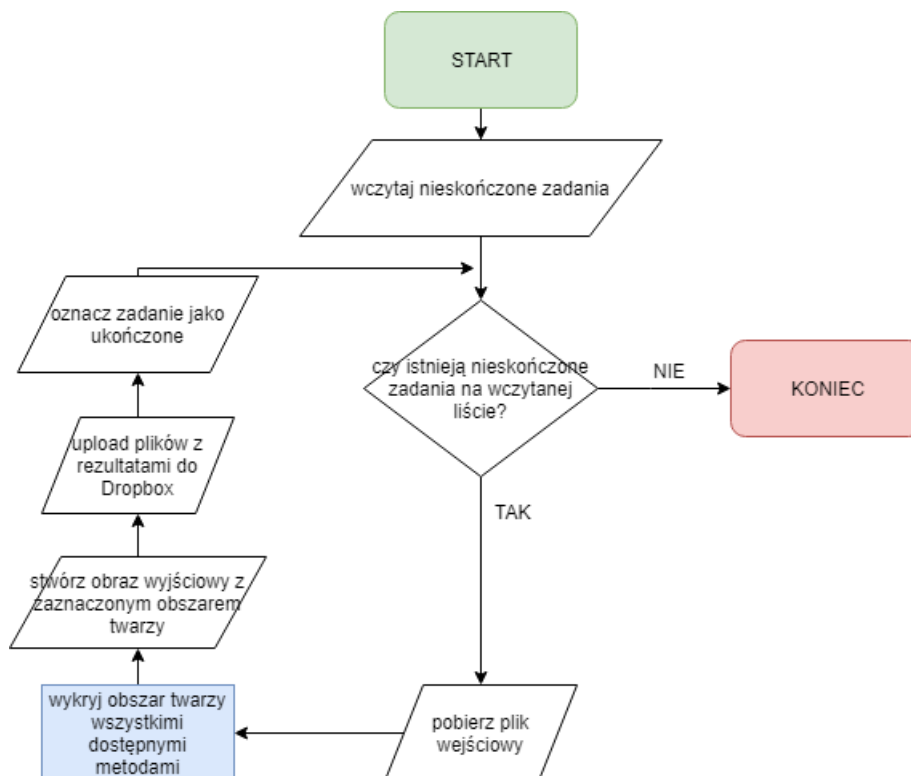 START
wczytaj nieskończone zadania
oznacz zadanie jako
ukończone
czy istnieją nieskończone
zadania na wczytanej
liście?
NIE
KONIEC
upload plików z
rezultatami do
Dropbox
TAK
stwórz obraz wyjściowy z
zaznaczonym obszarem
twarzy
wykryj obszar twarzy
wszystkimi
dostępnymi
metodami
pobierz plik
wejściowy